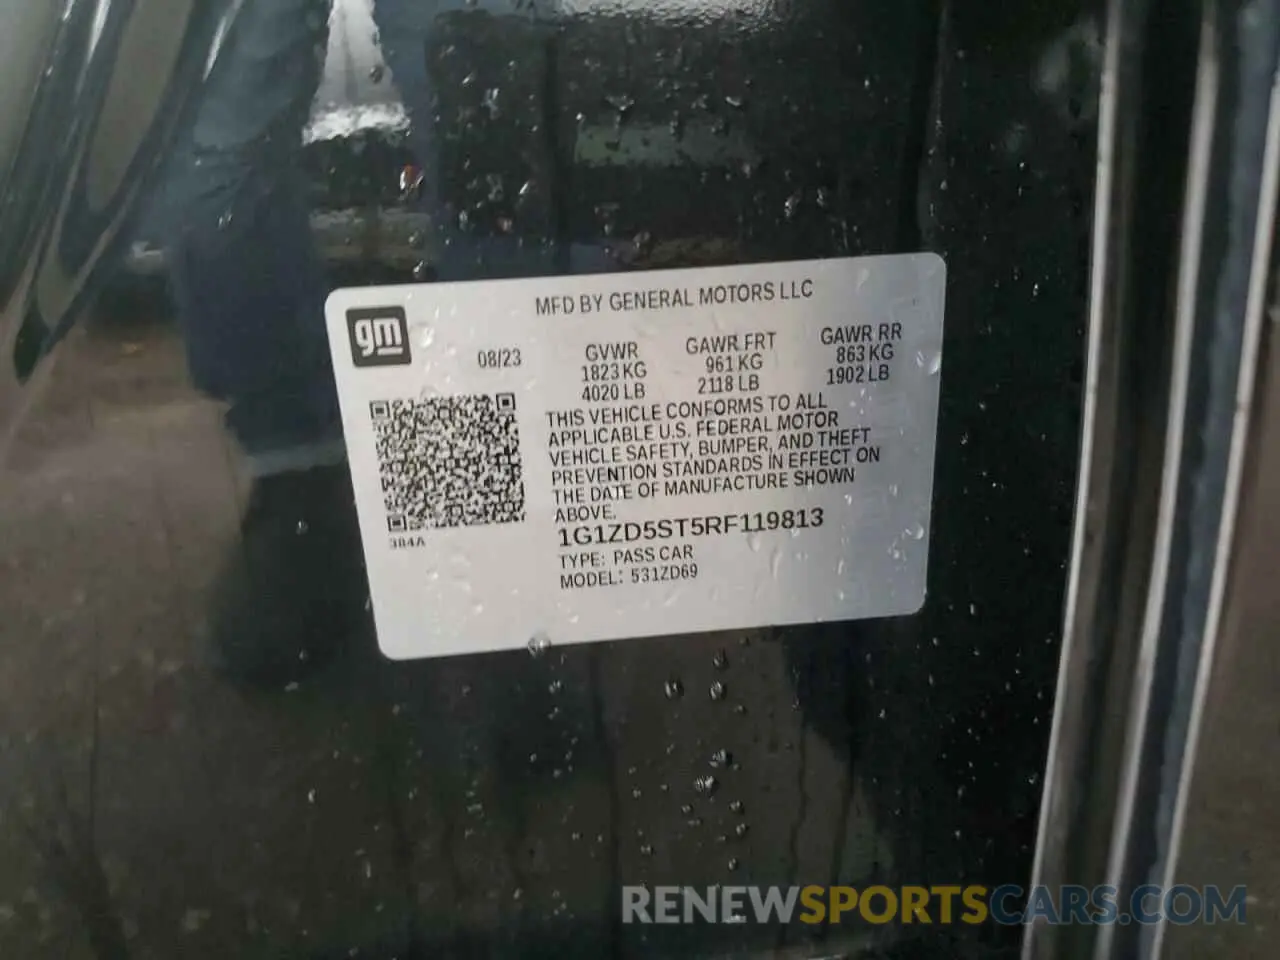 MFD BY GENERAL MOTORS LLC
gm
08/23
GVWR
1823 KG
4020 LB
GAWR FRT
961 KG
2118 LB
GAWR RR
863 KG
1902 LB
THIS VEHICLE CONFORMS TO ALL
APPLICABLE U.S. FEDERAL MOTOR
VEHICLE SAFETY, BUMPER, AND THEFT
PREVENTION STANDARDS IN EFFECT ON
THE DATE OF MANUFACTURE SHOWN
ABOVE.
384A
1G1ZD5ST5RF119813
TYPE: PASS CAR
MODEL: 531ZD69
RENEWSPORTSCARS.COM